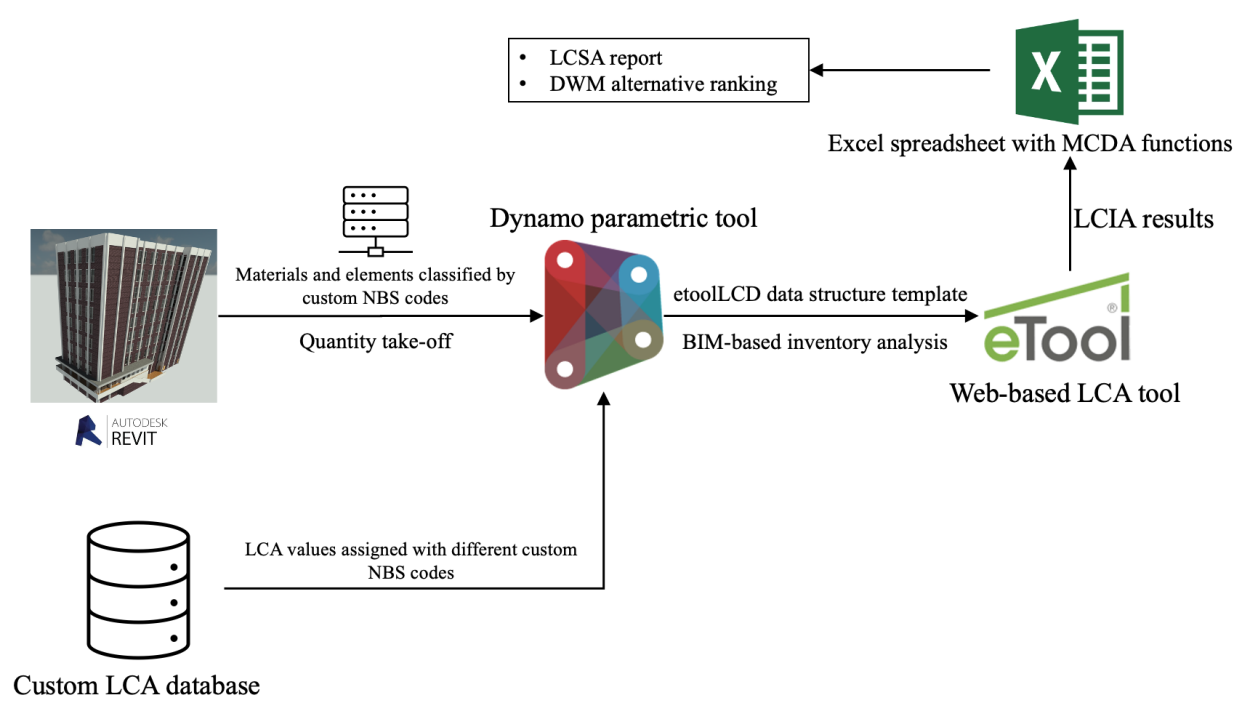 • LCSA report
• DWM alternative ranking
X
Excel spreadsheet with MCDA functions
LCIA results
Dynamo parametric tool
Materials and elements classified by
custom NBS codes
Quantity take-off
etoolLCD data structure template
BIM-based inventory analysis
eTool®
Web-based LCA tool
AUTODESK
REVIT
LCA values assigned with different custom
NBS codes
Custom LCA database